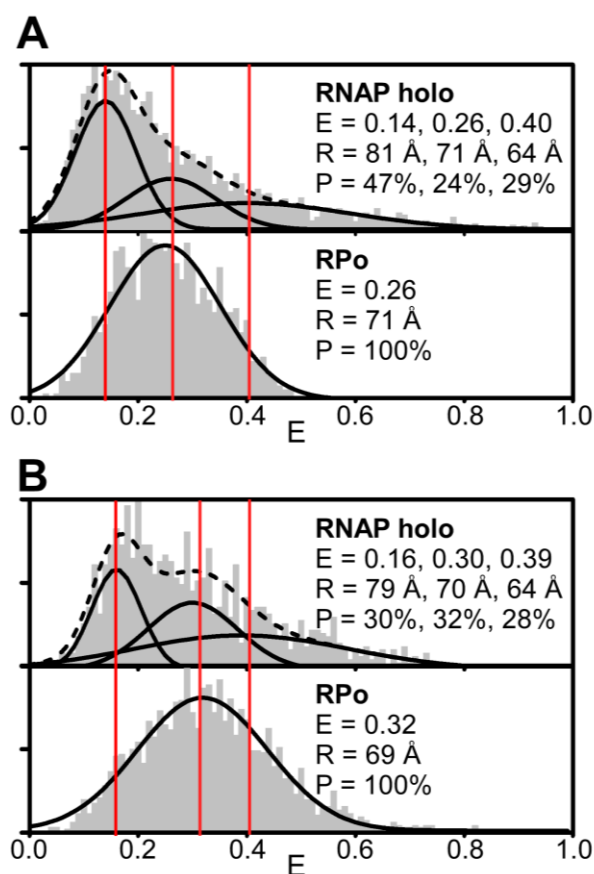 A
RNAP holo
E = 0.14, 0.26, 0.40
R = 81 Å, 71 Å, 64 Å
P = 47%, 24%, 29%
RPo
E = 0.26
R = 71 Å
P = 100%
0.0 0.2 0.4 0.6 0.8 1.0
E
B
RNAP holo
E = 0.16, 0.30, 0.39
R = 79 Å, 70 Å, 64 Å
P = 30%, 32%, 28%
RPo
E = 0.32
R = 69 Å
P = 100%
0.0 0.2 0.4 0.6 0.8 1.0
E